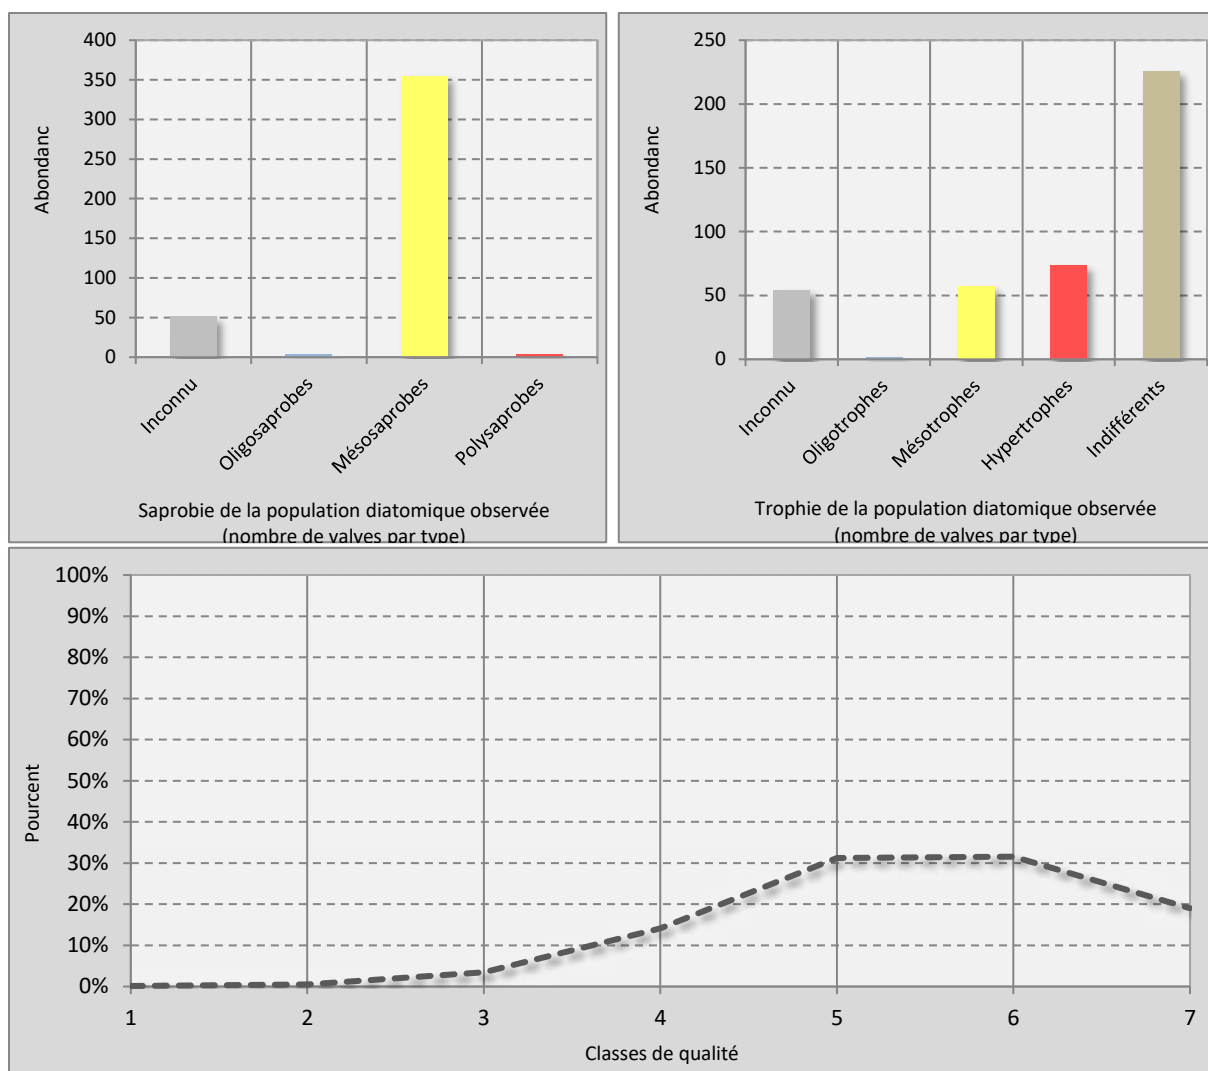 400
350
300
250
200
150
100
50
0
Abondanc
Inconnu
Oligosaprobes
Mésosaprobes
Polysaprobes
Saprobie de la population diatomique observée
(nombre de valves par type)
250
200
150
100
50
0
Abondanc
Inconnu
Oligotrophes
Mésotrophes
Hypertrophes
Indifférents
Trophie de la population diatomique observée
(nombre de valves par type)
100%
90%
80%
70%
60%
50%
40%
30%
20%
10%
0%
Pourcent
1 2 3 4 5 6 7
Classes de qualité